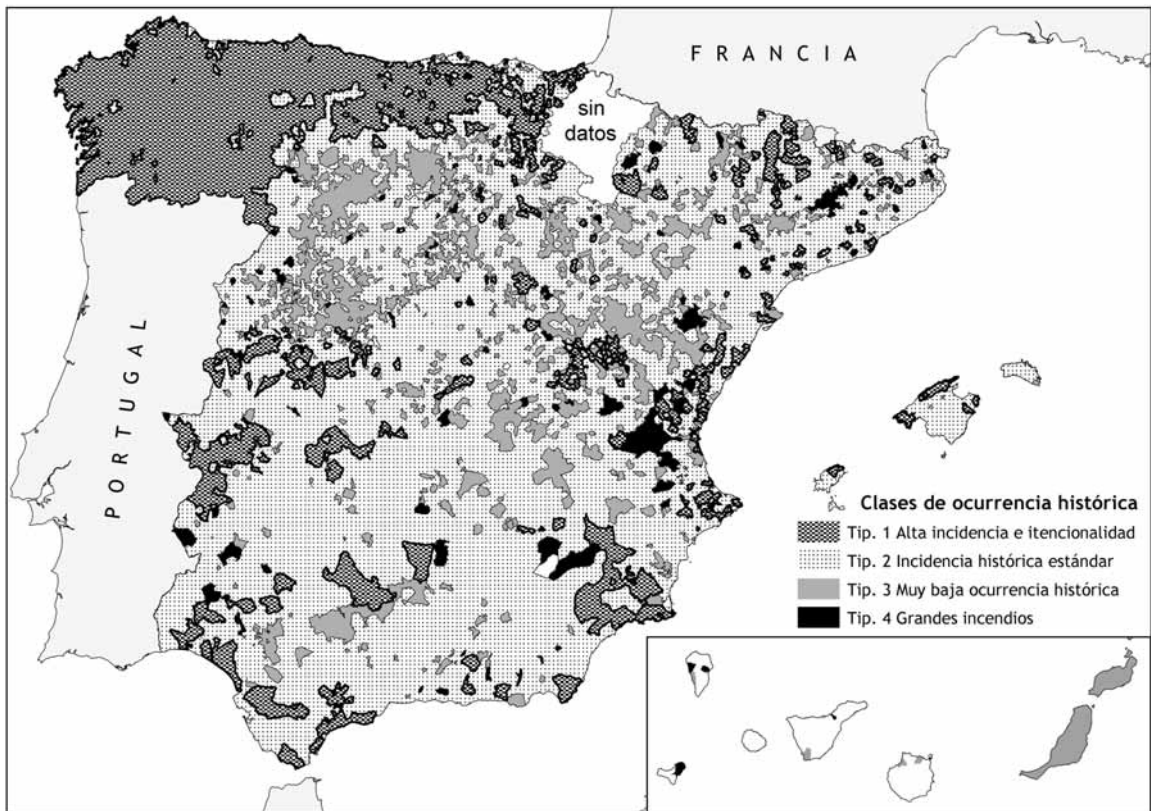 FRANCIA
sin
datos
PORTUGAL
Clases de ocurrencia histórica
Tip. 1 Alta incidencia e itencionalidad
Tip. 2 Incidencia histórica estándar
Tip. 3 Muy baja ocurrencia histórica
Tip. 4 Grandes incendios